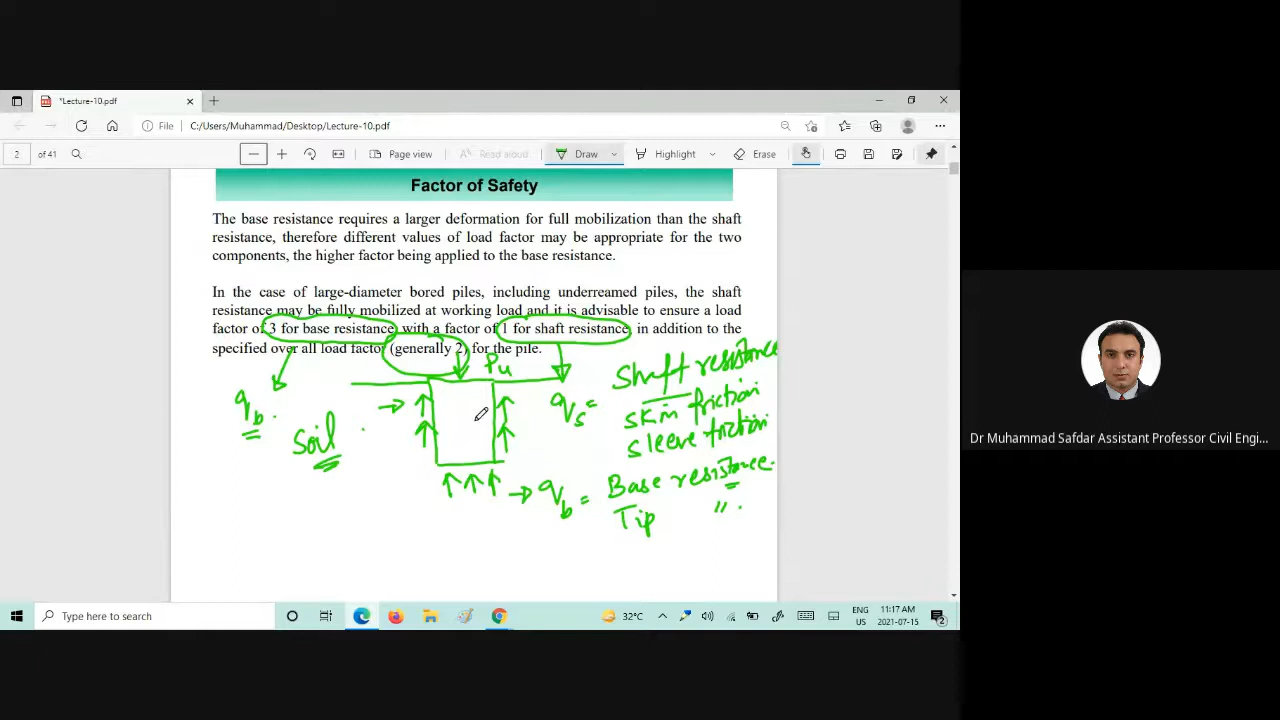 *Lecture-10.pdf
File
C:/Users/Muhammad/Desktop/Lecture-10.pdf
2 of 41
Page view
Read aloud
Draw
Highlight
Erase
Factor of Safety
The base resistance requires a larger deformation for full mobilization than the shaft
resistance, therefore different values of load factor may be appropriate for the two
components, the higher factor being applied to the base resistance.
In the case of large-diameter bored piles, including underreamed piles, the shaft
resistance may be fully mobilized at working load and it is advisable to ensure a load
factor of 3 for base resistance, with a factor of 1 for shaft resistance, in addition to the
specified over all load factor (generally 2) for the pile.
Pu
qs = Shaft resistance
skin friction
sleeve friction
qb.
Soil
qb = Base resistance.
Tip " .
Dr Muhammad Safdar Assistant Professor Civil Engi...
Type here to search
32°C
ENG
US
11:17 AM
2021-07-15
2